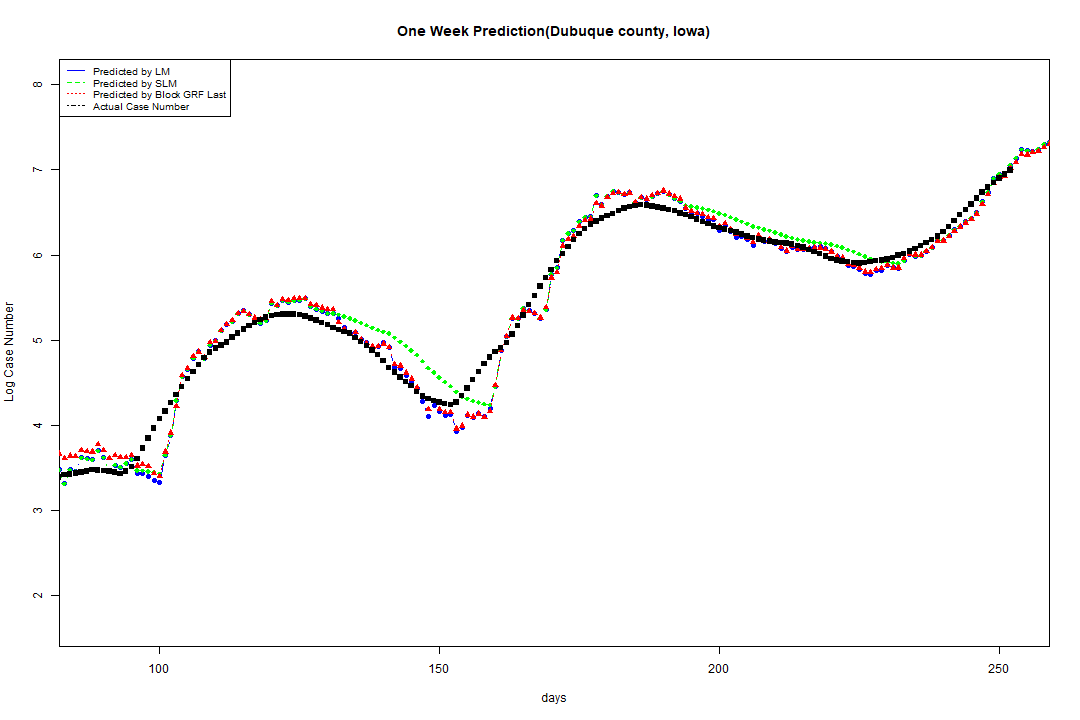 One Week Prediction(Dubuque county, Iowa)
Predicted by LM
Predicted by SLM
Predicted by Block GRF Last
Actual Case Number
8
7
6
5
4
3
2
Log Case Number
100 150 200 250
days